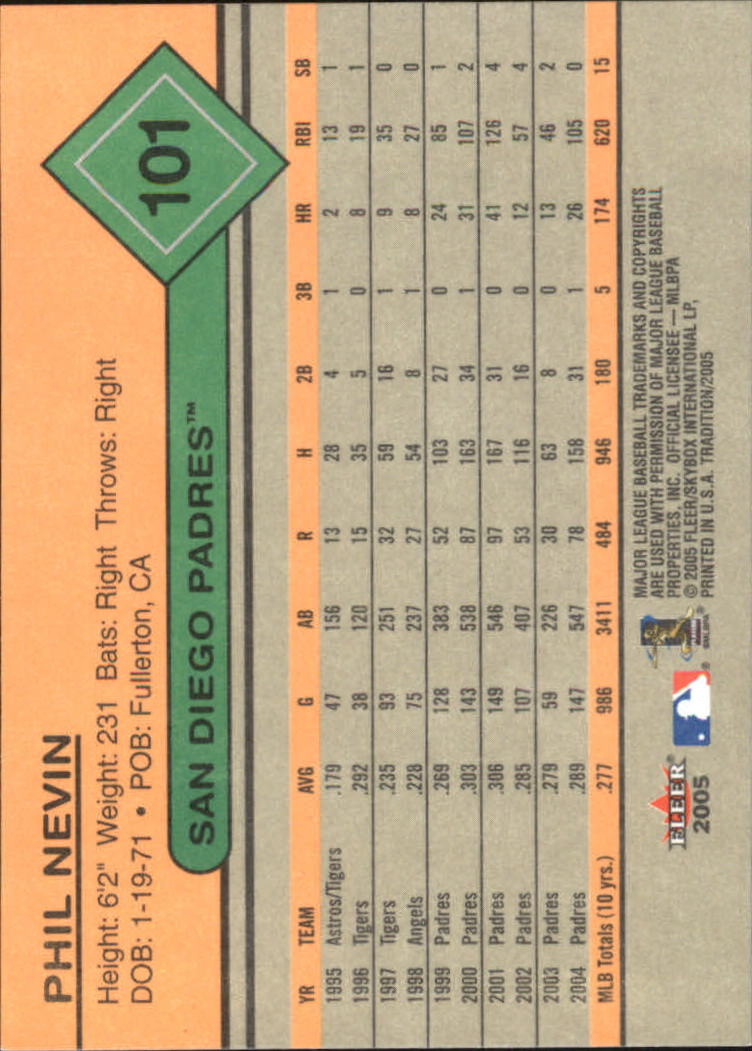 PHIL NEVIN
Height: 6'2" Weight: 231 Bats: Right Throws: Right
DOB: 1-19-71 • POB: Fullerton, CA
101
SAN DIEGO PADRES™
YR TEAM AVG G AB R H 2B 3B HR RBI SB
1995 Astros/Tigers .179 47 156 13 28 4 1 2 13 1
1996 Tigers .292 38 120 15 35 5 0 8 19 1
1997 Tigers .235 93 251 32 59 16 1 9 35 0
1998 Angels .228 75 237 27 54 8 1 8 27 0
1999 Padres .269 128 383 52 103 27 0 24 85 1
2000 Padres .303 143 538 87 163 34 1 31 107 2
2001 Padres .306 149 546 97 167 31 0 41 126 4
2002 Padres .285 107 407 53 116 16 0 12 57 4
2003 Padres .279 59 226 30 63 8 0 13 46 2
2004 Padres .289 147 547 78 158 31 1 26 105 0
MLB Totals (10 yrs.) .277 986 3411 484 946 180 5 174 620 15
FLEER®
2005
MAJOR LEAGUE BASEBALL TRADEMARKS AND COPYRIGHTS
ARE USED WITH PERMISSION OF MAJOR LEAGUE BASEBALL
PROPERTIES, INC. OFFICIAL LICENSEE — MLBPA
© 2005 FLEER/SKYBOX INTERNATIONAL LP,
PRINTED IN U.S.A. TRADITION/2005